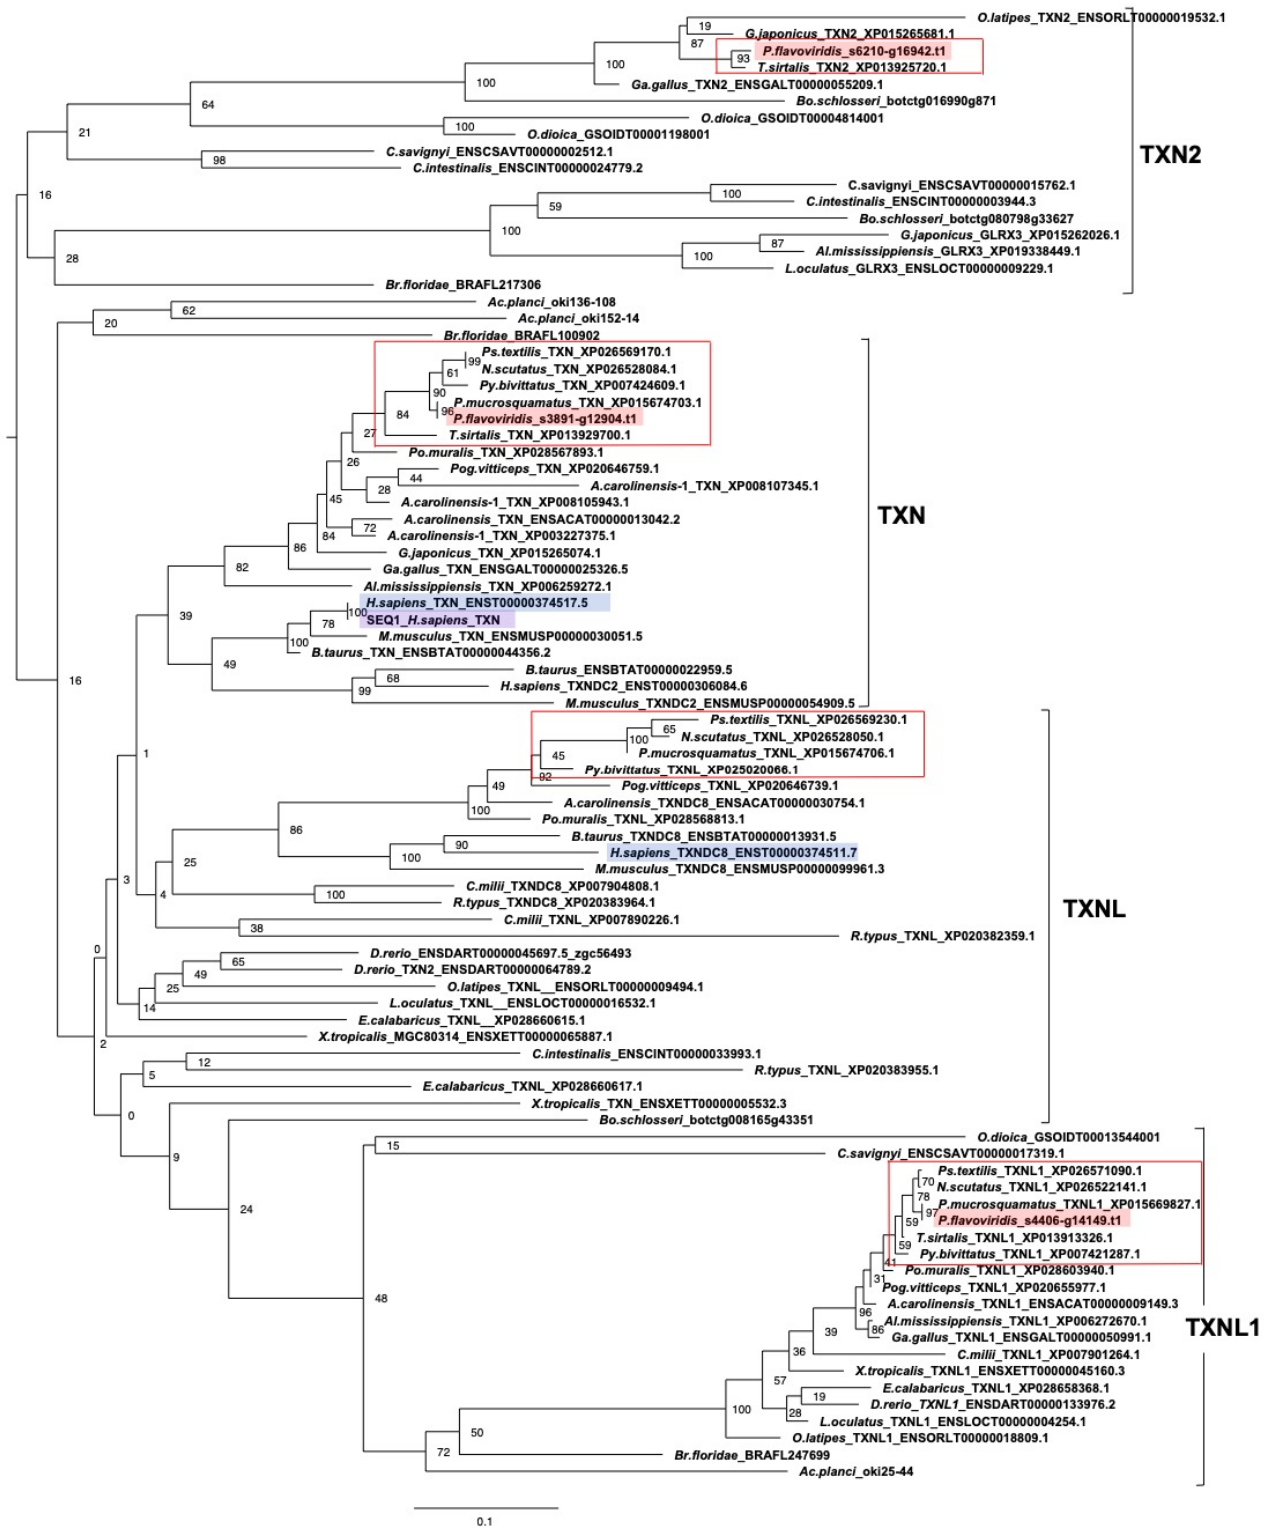 O.latipes_TXN2_ENSORLT00000019532.1
19
G.japonicus_TXN2_XP015265681.1
87
P.flavoviridis_s6210-g16942.t1
93
T.sirtalis_TXN2_XP013925720.1
100
Ga.gallus_TXN2_ENSGALT00000055209.1
100
Bo.schlosseri_botctg016990g871
64
O.dioica_GSOIDT00004814001
100
O.dioica_GSOIDT00001198001
21
C.savignyi_ENSCSAVT00000002512.1
98
C.intestinalis_ENSCINT00000024779.2
TXN2
16
C.savignyi_ENSCSAVT00000015762.1
100
C.intestinalis_ENSCINT00000003944.3
59
Bo.schlosseri_botctg080798g33627
100
G.japonicus_GLRX3_XP015262026.1
87
Al.mississippiensis_GLRX3_XP019338449.1
100
L.oculatus_GLRX3_ENSLOCT00000009229.1
28
Br.floridae_BRAFL217306
Ac.planci_oki136-108
62
Ac.planci_oki152-14
20
Br.floridae_BRAFL100902
Ps.textilis_TXN_XP026569170.1
99
N.scutatus_TXN_XP026528084.1
61
Py.bivittatus_TXN_XP007424609.1
90
P.mucrosquamatus_TXN_XP015674703.1
96
P.flavoviridis_s3891-g12904.t1
84
T.sirtalis_TXN_XP013929700.1
27
Po.muralis_TXN_XP028567893.1
26
Pog.vitticeps_TXN_XP020646759.1
44
A.carolinensis-1_TXN_XP008107345.1
28
45
A.carolinensis-1_TXN_XP008105943.1
TXN
A.carolinensis_TXN_ENSACAT00000013042.2
72
A.carolinensis-1_TXN_XP003227375.1
84
86
G.japonicus_TXN_XP015265074.1
82
Ga.gallus_TXN_ENSGALT00000025326.5
Al.mississippiensis_TXN_XP006259272.1
39
H.sapiens_TXN_ENST00000374517.5
100
SEQ1_H.sapiens_TXN
78
M.musculus_TXN_ENSMUSP00000030051.5
100
B.taurus_TXN_ENSBTAT00000044356.2
49
B.taurus_ENSBTAT00000022959.5
68
H.sapiens_TXNDC2_ENST00000306084.6
99
M.musculus_TXNDC2_ENSMUSP00000054909.5
16
Ps.textilis_TXNL_XP026569230.1
65
N.scutatus_TXNL_XP026528050.1
100
P.mucrosquamatus_TXNL_XP015674706.1
1
45
Py.bivittatus_TXNL_XP025020066.1
92
Pog.vitticeps_TXNL_XP020646739.1
49
A.carolinensis_TXNDC8_ENSACAT00000030754.1
100
Po.muralis_TXNL_XP028568813.1
86
B.taurus_TXNDC8_ENSBTAT00000013931.5
90
H.sapiens_TXNDC8_ENST00000374511.7
100
M.musculus_TXNDC8_ENSMUSP00000099961.3
25
3
C.milii_TXNDC8_XP007904808.1
100
R.typus_TXNDC8_XP020383964.1
4
C.milii_TXNL_XP007890226.1
38
R.typus_TXNL_XP020382359.1
TXNL
0
D.rerio_ENSDART00000045697.5_zgc56493
65
D.rerio_TXN2_ENSDART00000064789.2
49
O.latipes_TXNL__ENSORLT00000009494.1
25
L.oculatus_TXNL__ENSLOCT00000016532.1
14
E.calabaricus_TXNL__XP028660615.1
X.tropicalis_MGC80314_ENSXETT00000065887.1
2
C.intestinalis_ENSCINT00000033993.1
12
R.typus_TXNL_XP020383955.1
5
E.calabaricus_TXNL_XP028660617.1
0
X.tropicalis_TXN_ENSXETT00000005532.3
Bo.schlosseri_botctg008165g43351
9
O.dioica_GSOIDT00013544001
15
C.savignyi_ENSCSAVT00000017319.1
24
Ps.textilis_TXNL1_XP026571090.1
70
N.scutatus_TXNL1_XP026522141.1
78
P.mucrosquamatus_TXNL1_XP015669827.1
97
P.flavoviridis_s4406-g14149.t1
59
T.sirtalis_TXNL1_XP013913326.1
59
Py.bivittatus_TXNL1_XP007421287.1
41
Po.muralis_TXNL1_XP028603940.1
31
Pog.vitticeps_TXNL1_XP020655977.1
48
A.carolinensis_TXNL1_ENSACAT00000009149.3
96
Al.mississippiensis_TXNL1_XP006272670.1
86
Ga.gallus_TXNL1_ENSGALT00000050991.1
TXNL1
39
C.milii_TXNL1_XP007901264.1
36
X.tropicalis_TXNL1_ENSXETT00000045160.3
57
E.calabaricus_TXNL1_XP028658368.1
19
D.rerio_TXNL1_ENSDART00000133976.2
28
L.oculatus_TXNL1_ENSLOCT00000004254.1
100
O.latipes_TXNL1_ENSORLT00000018809.1
50
Br.floridae_BRAFL247699
72
Ac.planci_oki25-44
0.1